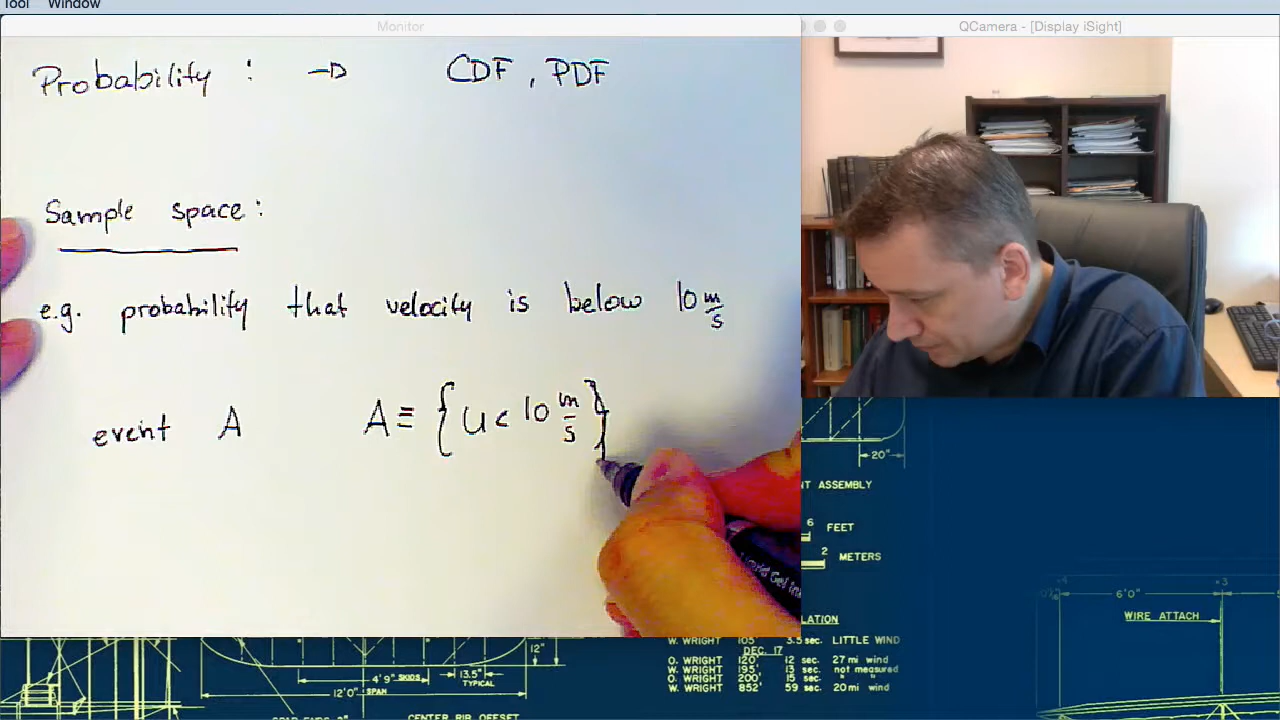 Tool Window
Monitor
QCamera - [Display iSight]
Probability : → CDF , PDF
Sample space :
e.g. probability that velocity is below 10 m/s
event A A ≡ { U < 10 m/s }
20"
NT ASSEMBLY
6
FEET
2
METERS
LATION
W. WRIGHT 105' 3.5 sec. LITTLE WIND
DEC. 17
O. WRIGHT 120' 12 sec. 27 mi wind
W. WRIGHT 195' 13 sec. not measured
O. WRIGHT 200' 15 sec. " "
W. WRIGHT 852' 59 sec. 20 mi wind
+3
6'0"
WIRE ATTACH
12"
4'9" SKIDS
13.5"
TYPICAL
12'0" SPAN
CENTER RIB OFFSET